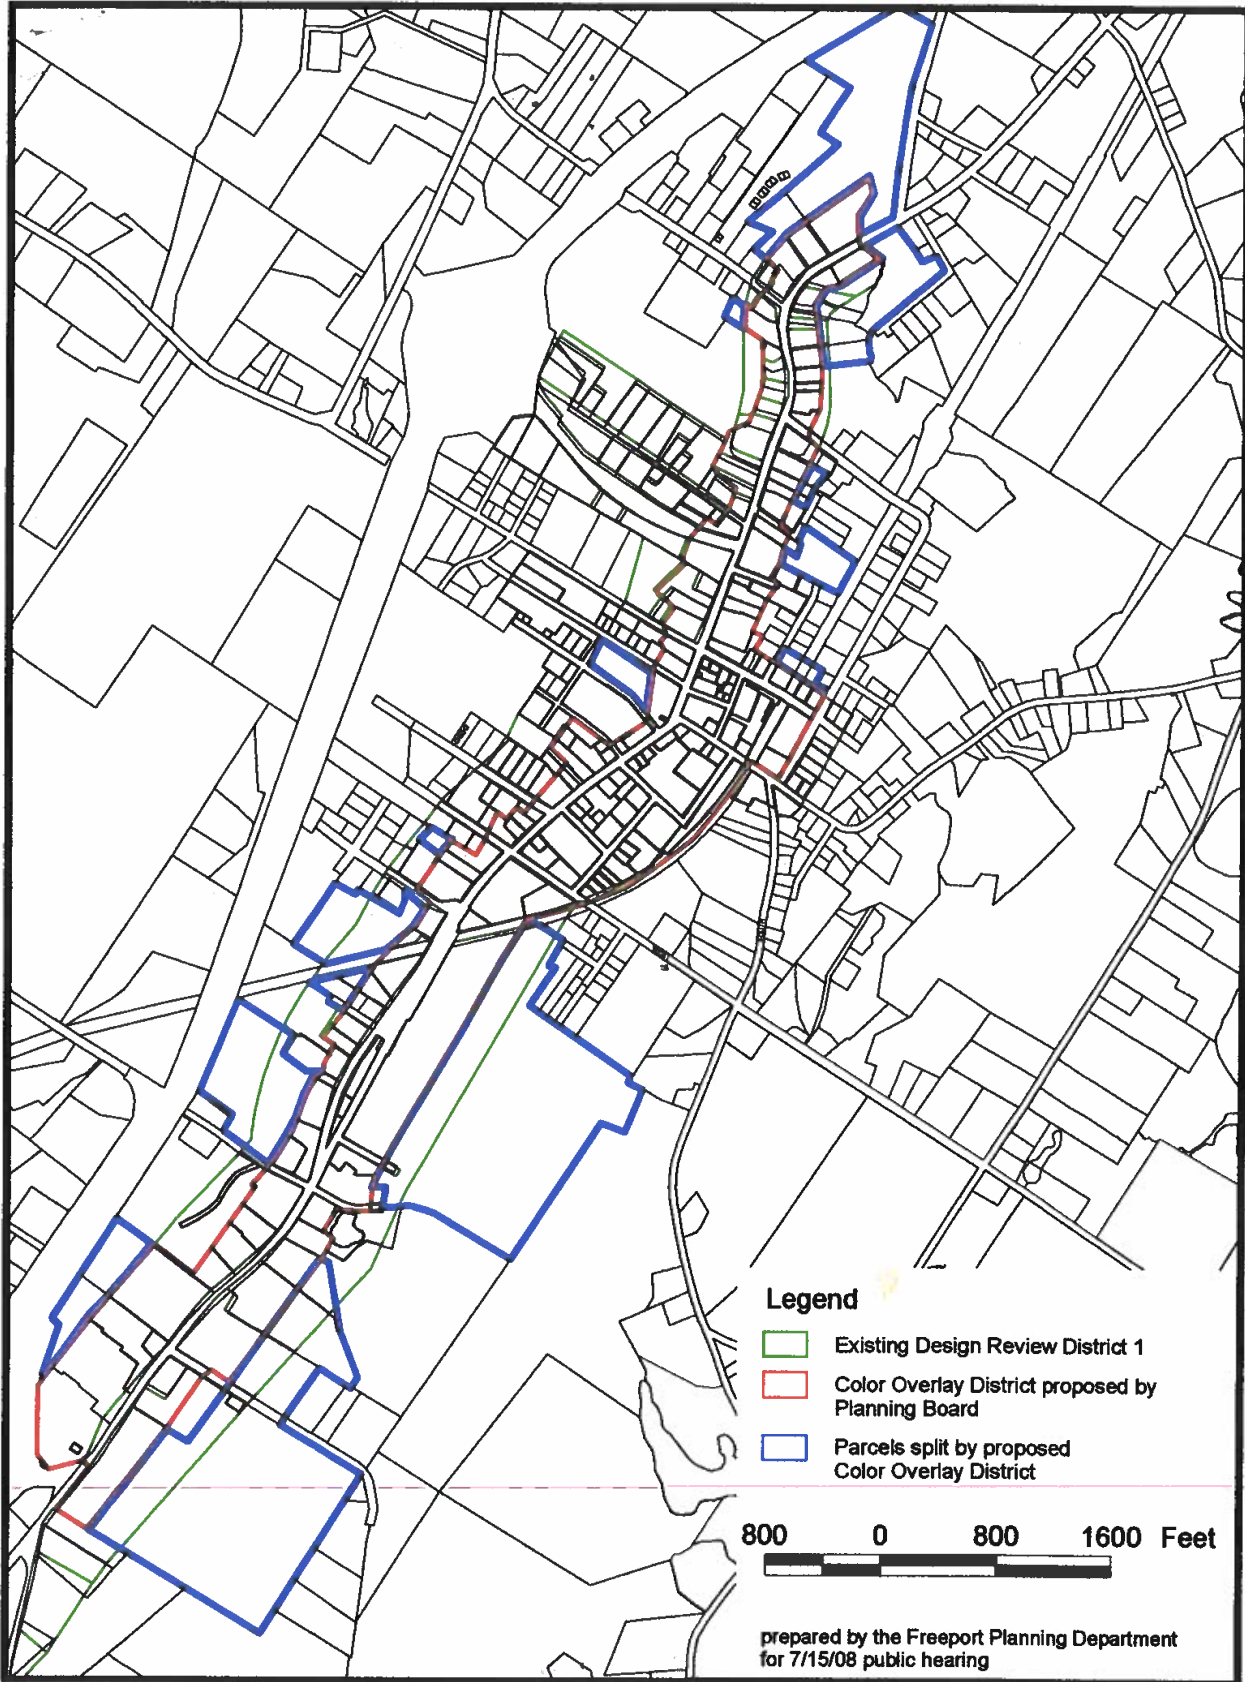 Legend
Existing Design Review District 1
Color Overlay District proposed by
Planning Board
Parcels split by proposed
Color Overlay District
800 0 800 1600 Feet
prepared by the Freeport Planning Department
for 7/15/08 public hearing